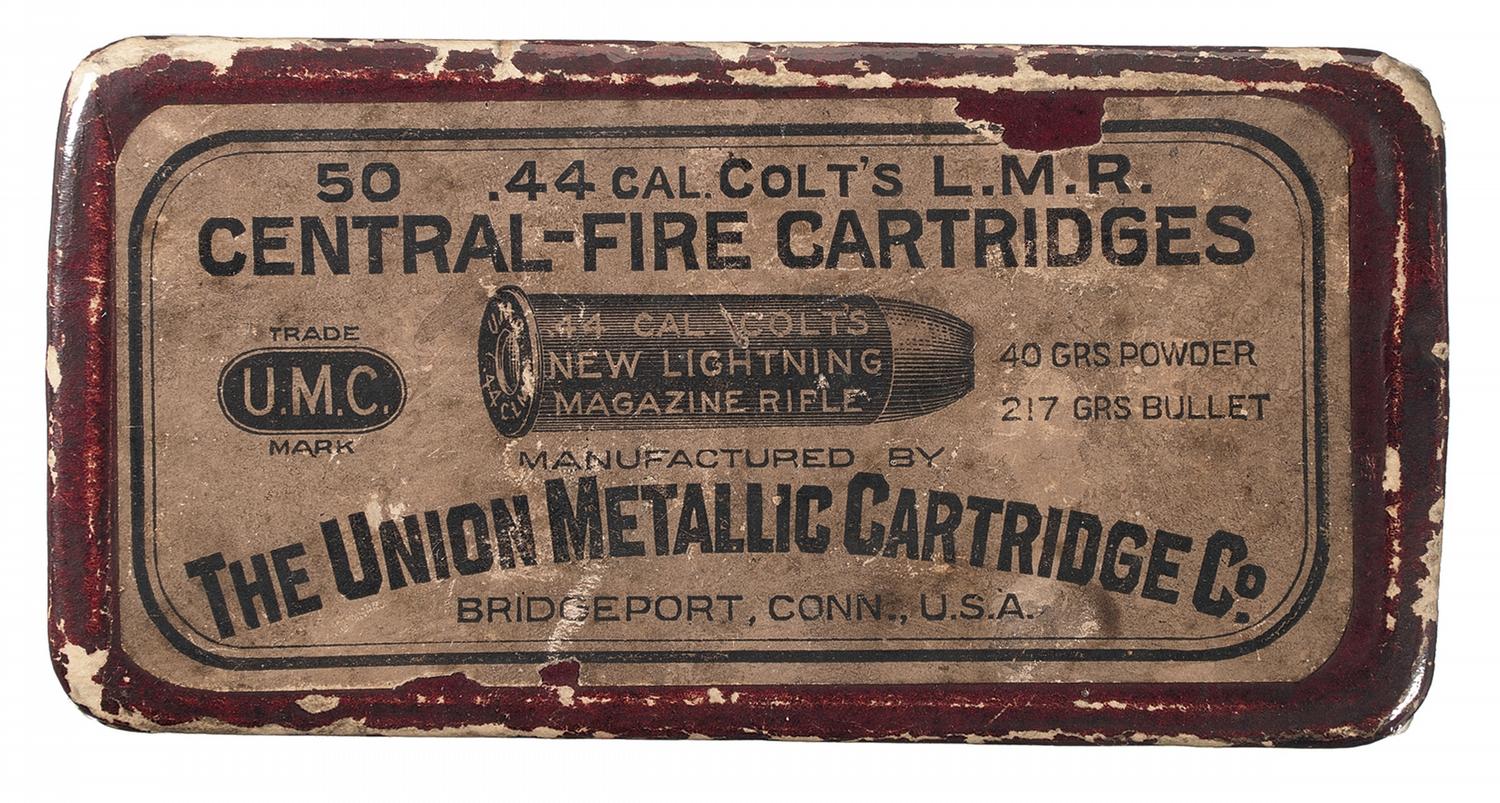 50 .44 CAL. COLT'S L.M.R.
CENTRAL-FIRE CARTRIDGES
TRADE
U.M.C.
MARK
.44 CAL. COLT'S
NEW LIGHTNING
MAGAZINE RIFLE
40 GRS POWDER
217 GRS BULLET
MANUFACTURED BY
THE UNION METALLIC CARTRIDGE Co.
BRIDGEPORT, CONN., U.S.A.